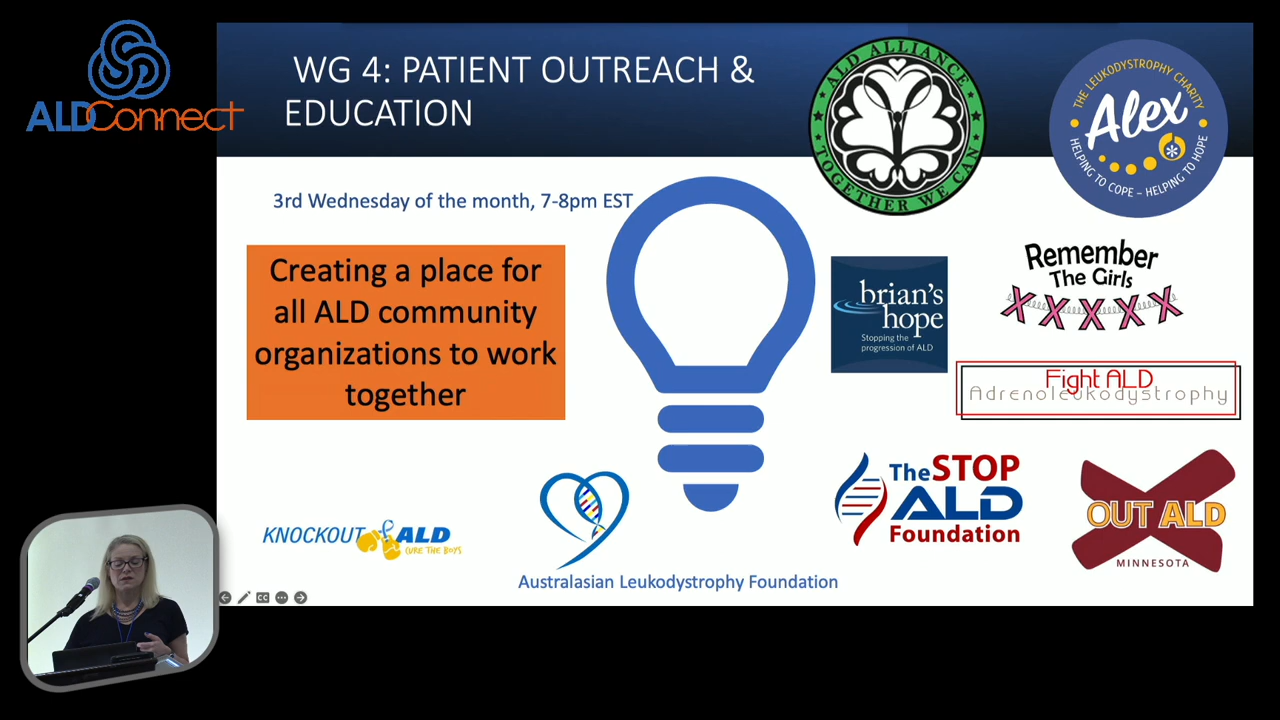 ALDConnect
WG 4: PATIENT OUTREACH &
EDUCATION
ALD ALLIANCE
TOGETHER WE CAN
THE LEUKODYSTROPHY CHARITY
Alex
HELPING TO COPE – HELPING TO HOPE
3rd Wednesday of the month, 7-8pm EST
Creating a place for
all ALD community
organizations to work
together
brian's
hope
Stopping the
progression of ALD
Remember
The Girls
XXXXX
Fight ALD
Adrenoleukodystrophy
KNOCKOUT ALD
CURE THE BOYS
Australasian Leukodystrophy Foundation
The STOP
ALD
Foundation
OUT ALD
MINNESOTA
CC